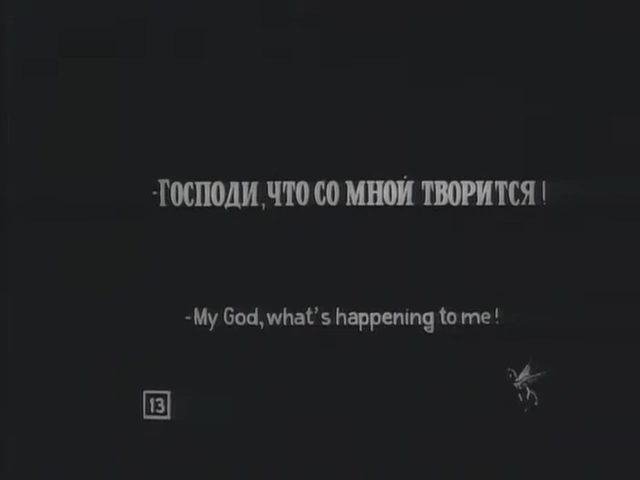 -Господи, что со мной творится!
-My God, what's happening to me!
13